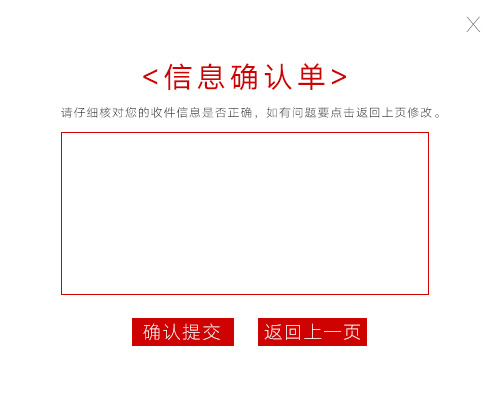 <信息确认单>
请仔细核对您的收件信息是否正确，如有问题要点击返回上页修改。
确认提交
返回上一页